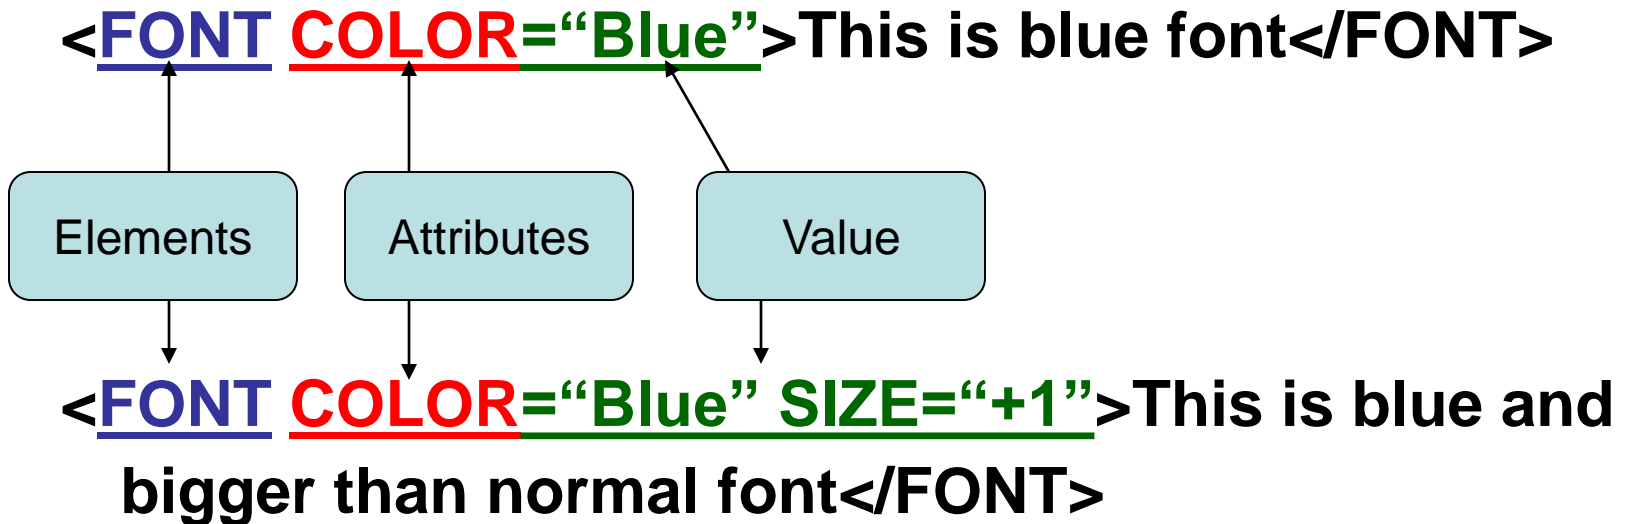 <FONT COLOR=“Blue”>This is blue font</FONT>
Elements
Attributes
Value
<FONT COLOR=“Blue” SIZE=“+1”>This is blue and
bigger than normal font</FONT>